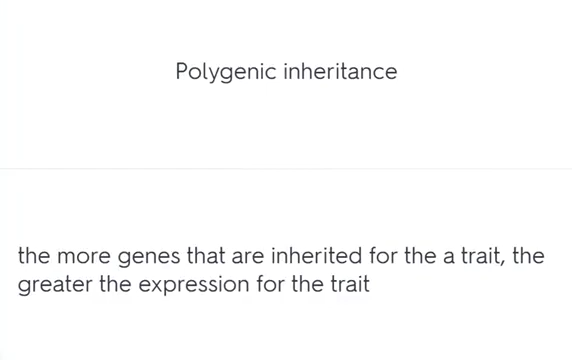 Polygenic inheritance
the more genes that are inherited for the a trait, the
greater the expression for the trait